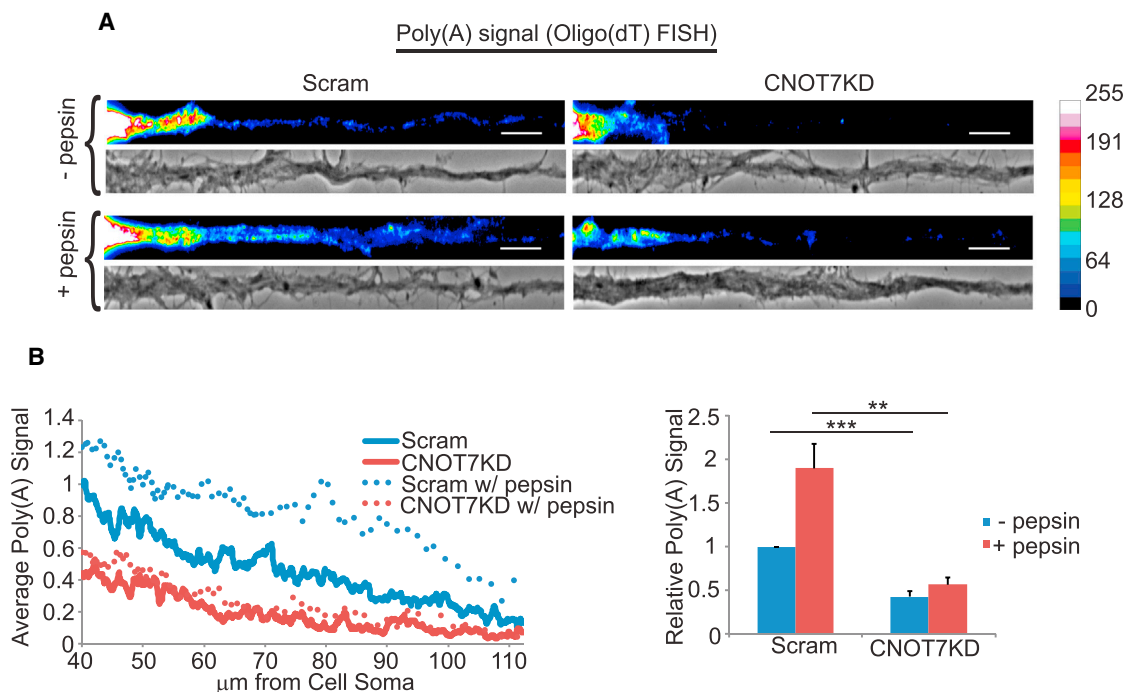 A
Poly(A) signal (Oligo(dT) FISH)
Scram
CNOT7KD
- pepsin
+ pepsin
255
191
128
64
0
B
Average Poly(A) Signal
1.4
1.2
1
0.8
0.6
0.4
0.2
0
40 50 60 70 80 90 100 110
μm from Cell Soma
Scram
CNOT7KD
Scram w/ pepsin
CNOT7KD w/ pepsin
Relative Poly(A) Signal
2.5
2
1.5
1
0.5
0
**
***
Scram CNOT7KD
- pepsin
+ pepsin